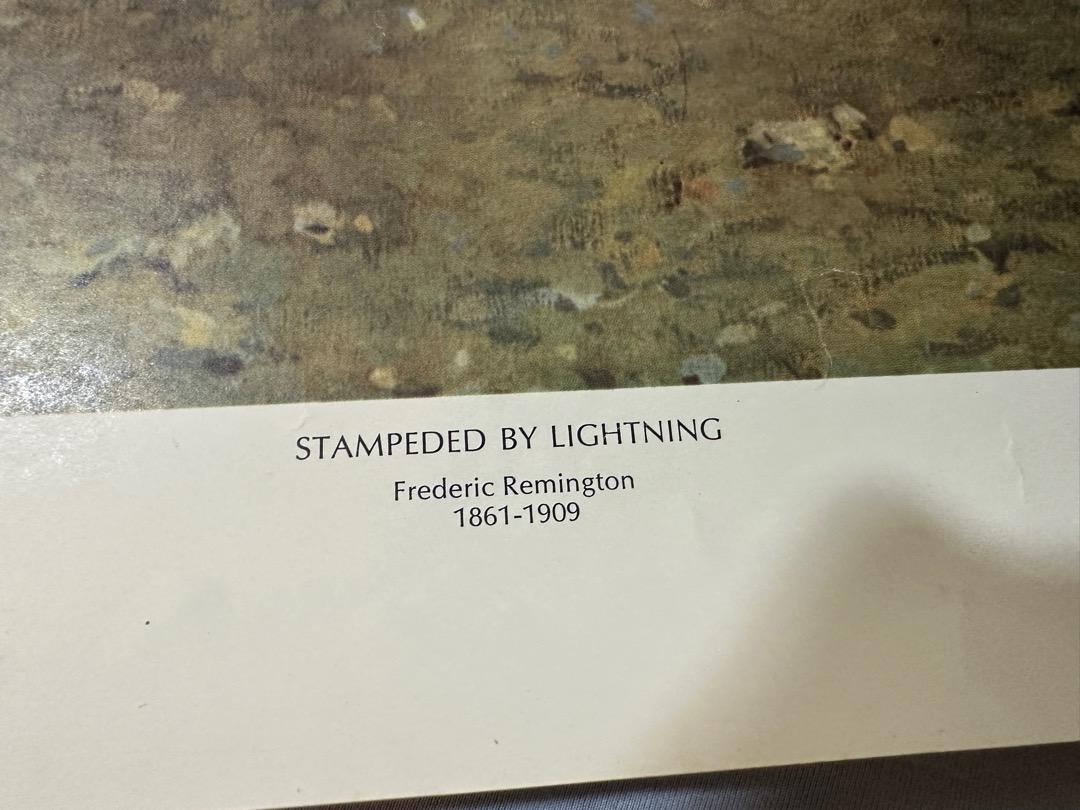 STAMPEDED BY LIGHTNING
Frederic Remington
1861-1909